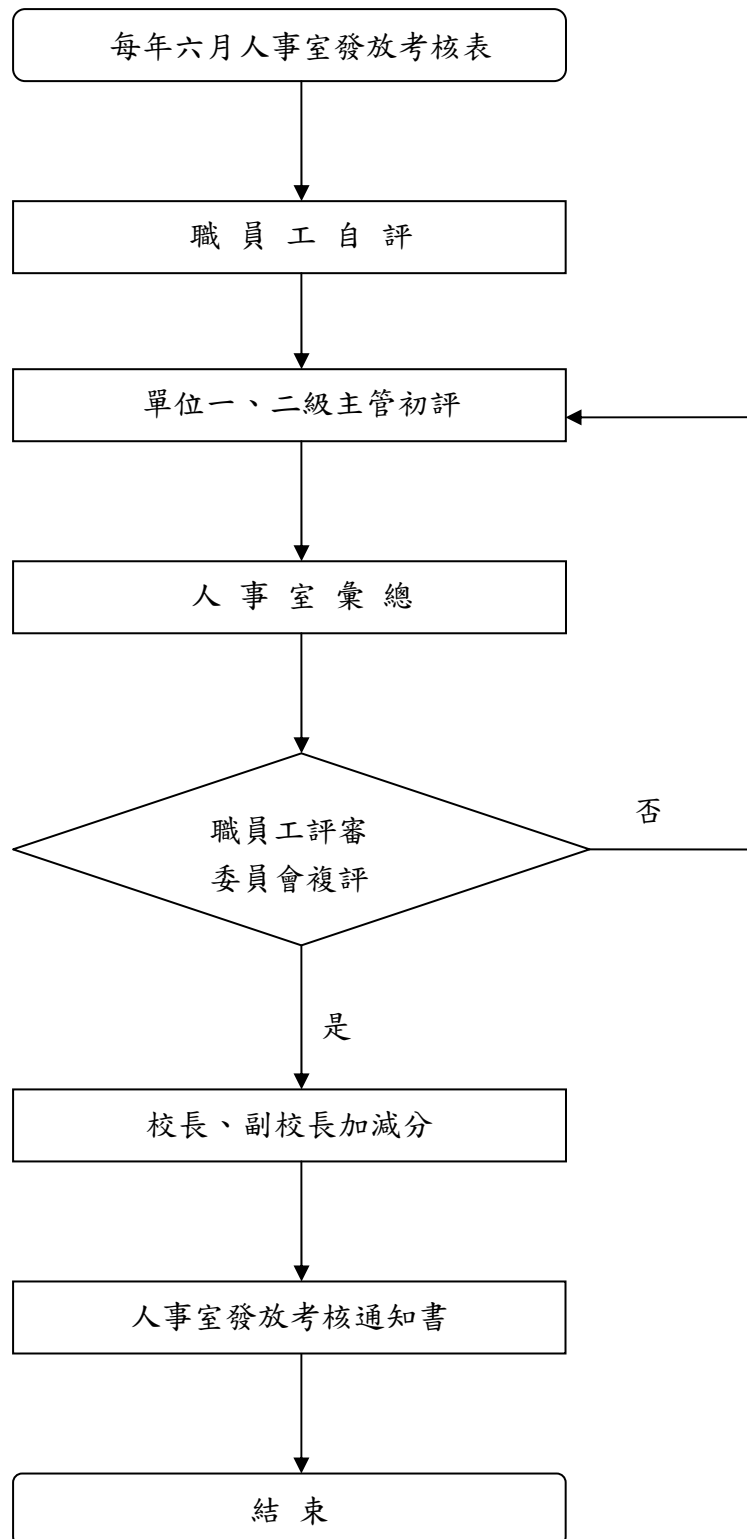 每年六月人事室發放考核表
職員工自評
單位一、二級主管初評
人事室彙總
職員工評審
委員會複評
否
是
校長、副校長加減分
人事室發放考核通知書
結束